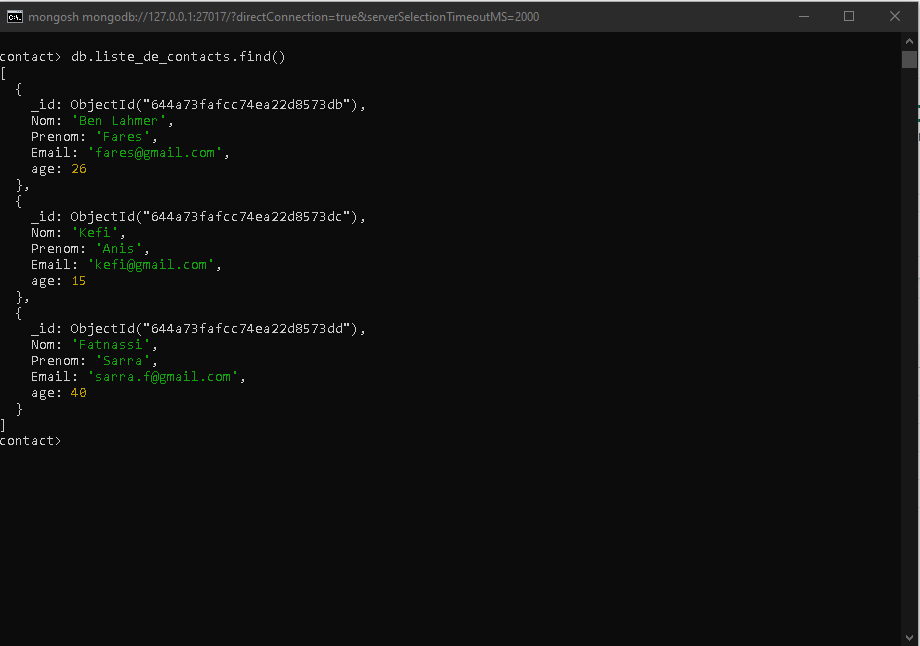 mongosh mongodb://127.0.0.1:27017/?directConnection=true&serverSelectionTimeoutMS=2000
contact> db.liste_de_contacts.find()
[
  {
    _id: ObjectId("644a73fafcc74ea22d8573db"),
    Nom: 'Ben Lahmer',
    Prenom: 'Fares',
    Email: 'fares@gmail.com',
    age: 26
  },
  {
    _id: ObjectId("644a73fafcc74ea22d8573dc"),
    Nom: 'Kefi',
    Prenom: 'Anis',
    Email: 'kefi@gmail.com',
    age: 15
  },
  {
    _id: ObjectId("644a73fafcc74ea22d8573dd"),
    Nom: 'Fatnassi',
    Prenom: 'Sarra',
    Email: 'sarra.f@gmail.com',
    age: 40
  }
]
contact>